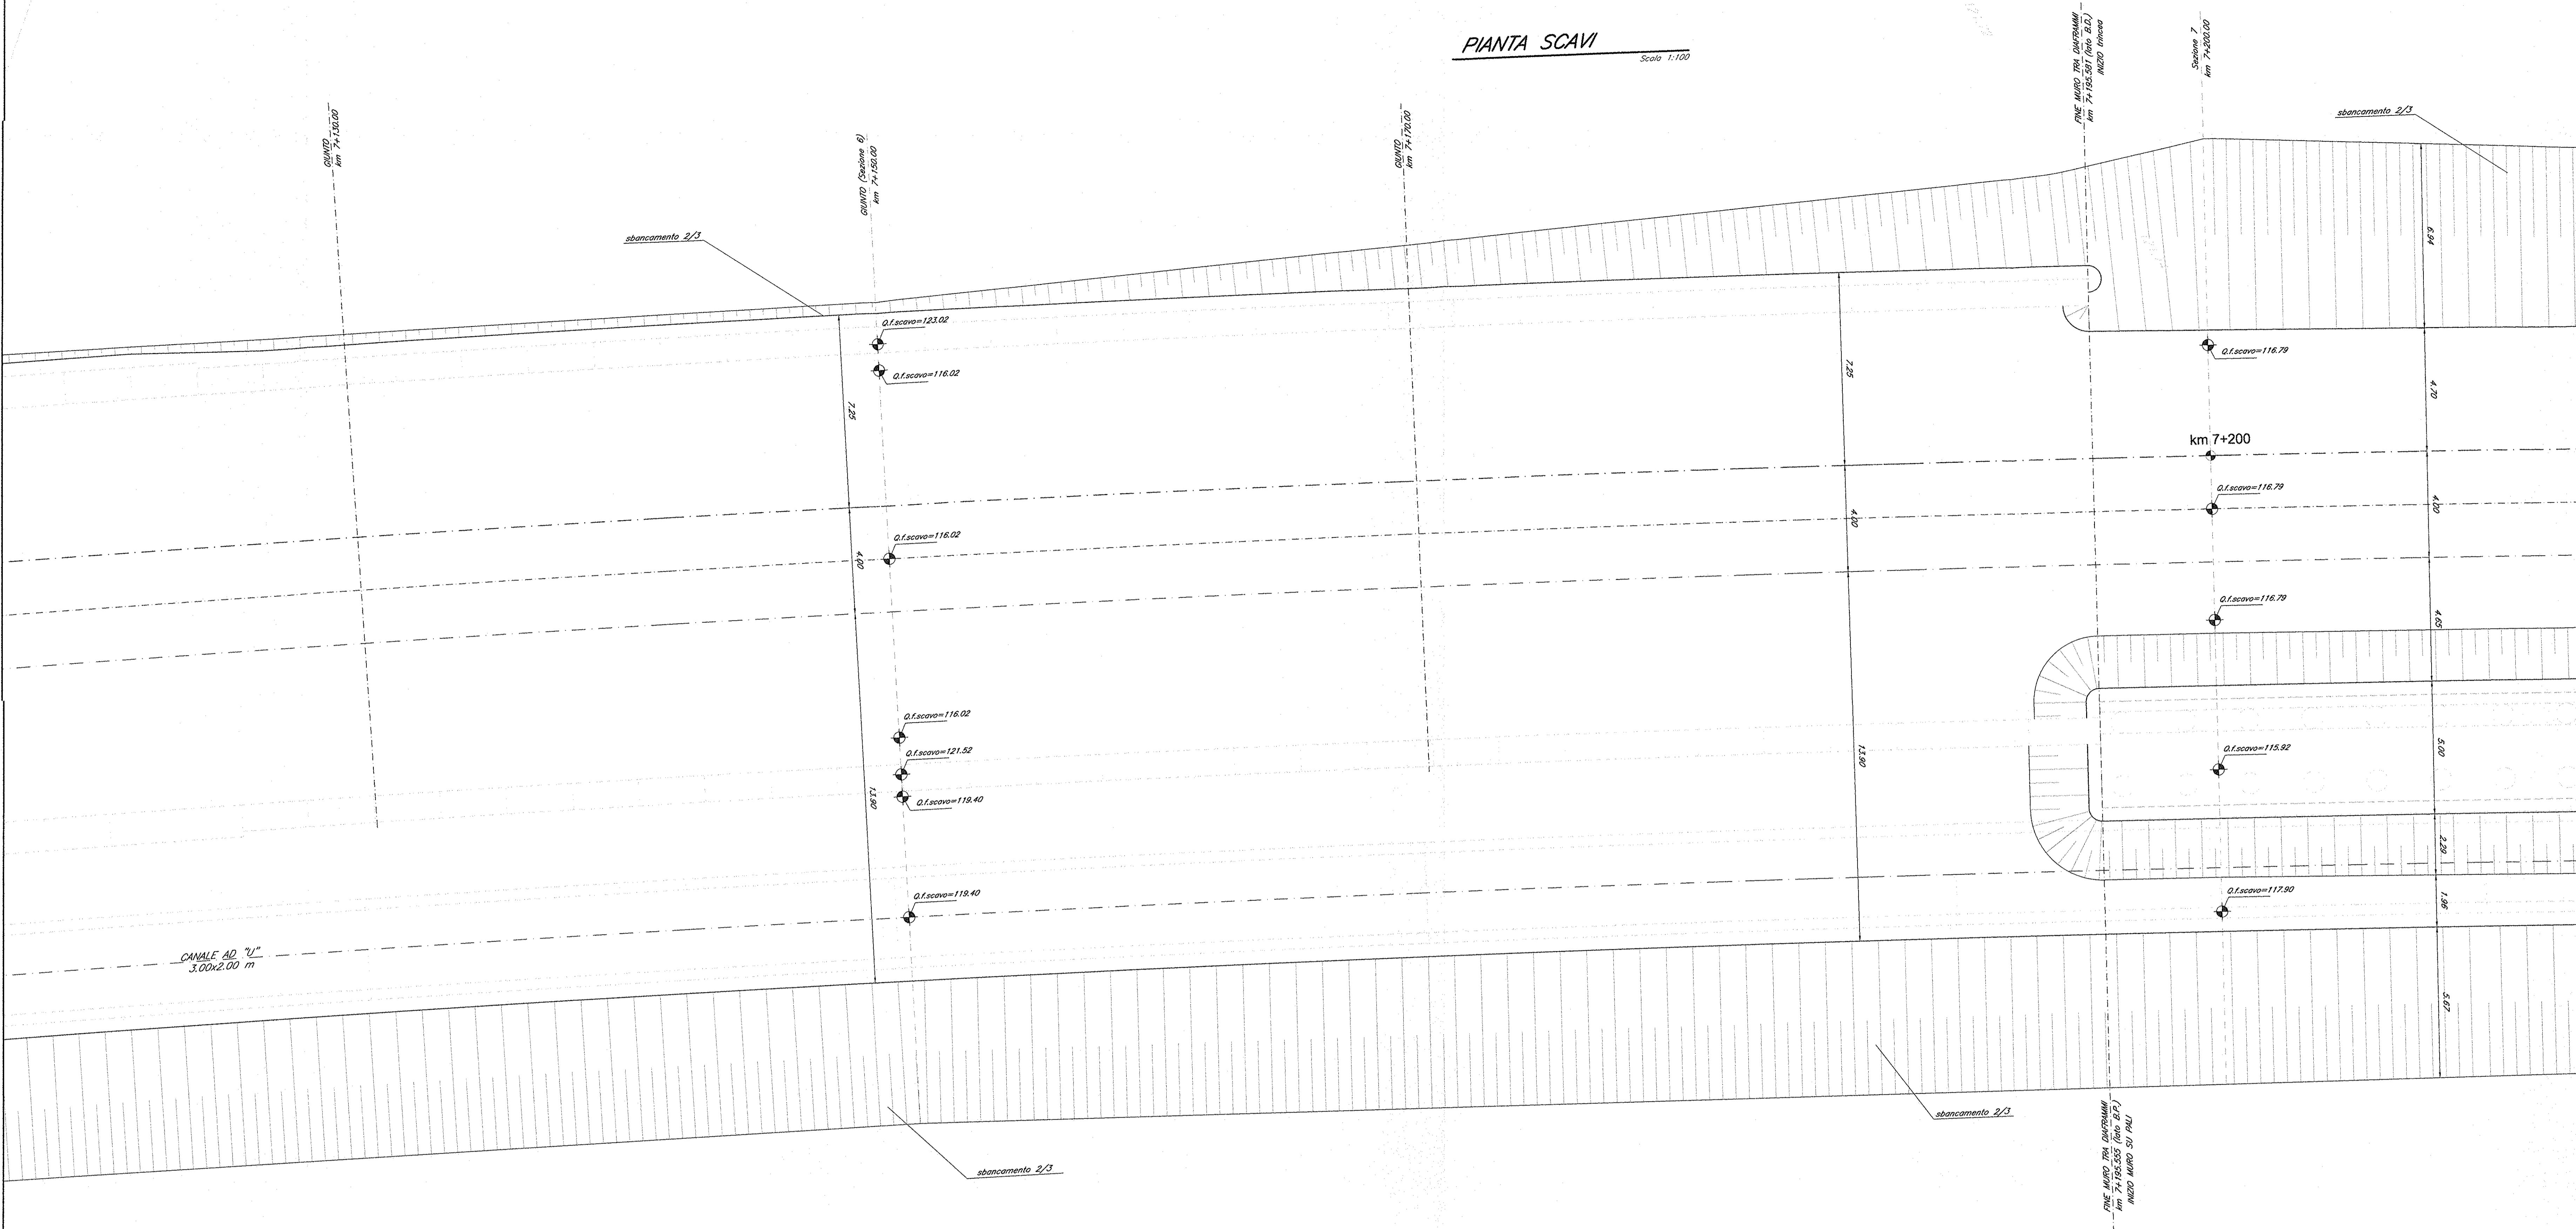 PIANTA SCAVI
Scala 1:100
GIUNTO
km 7+130.00
GIUNTO (Sezione 6)
km 7+150.00
GIUNTO
km 7+170.00
FINE MURO TRA DIAFRAMMI
km 7+195.581 (lato B.D.)
INIZIO trincea
Sezione 7
km 7+200.00
sbancamento 2/3
sbancamento 2/3
6.94
Q.f.scavo=123.02
Q.f.scavo=116.02
7.25
7.25
Q.f.scavo=116.79
4.70
km 7+200
Q.f.scavo=116.79
4.00
Q.f.scavo=116.02
4.00
4.00
Q.f.scavo=116.79
4.65
Q.f.scavo=116.02
Q.f.scavo=121.52
Q.f.scavo=119.40
13.90
13.90
Q.f.scavo=115.92
5.00
2.29
Q.f.scavo=119.40
Q.f.scavo=117.90
1.96
CANALE AD "U"
3.00x2.00 m
5.67
sbancamento 2/3
sbancamento 2/3
FINE MURO TRA DIAFRAMMI
km 7+195.555 (lato B.P.)
INIZIO MURO SU PALI